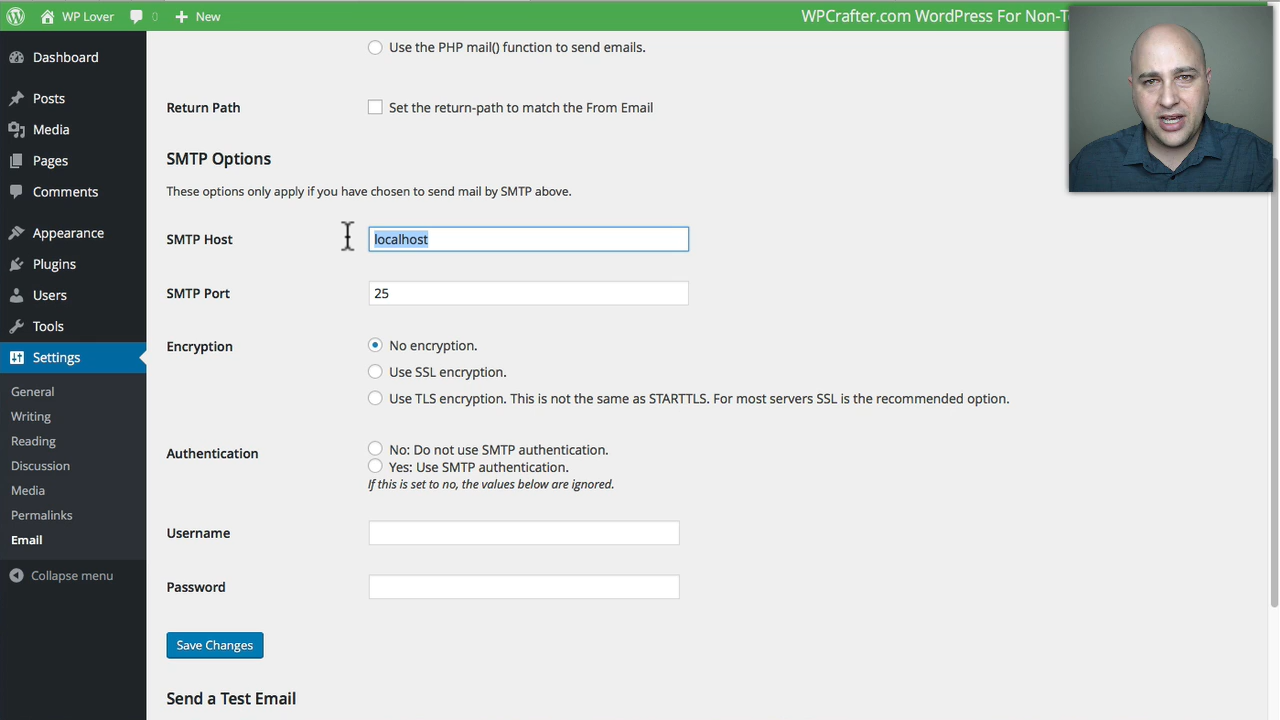 WP Lover 0 New
WPCrafter.com WordPress For Non-
Dashboard
Posts
Media
Pages
Comments
Appearance
Plugins
Users
Tools
Settings
General
Writing
Reading
Discussion
Media
Permalinks
Email
Collapse menu
Use the PHP mail() function to send emails.
Return Path
Set the return-path to match the From Email
SMTP Options
These options only apply if you have chosen to send mail by SMTP above.
SMTP Host
localhost
SMTP Port
25
Encryption
No encryption.
Use SSL encryption.
Use TLS encryption. This is not the same as STARTTLS. For most servers SSL is the recommended option.
Authentication
No: Do not use SMTP authentication.
Yes: Use SMTP authentication.
If this is set to no, the values below are ignored.
Username
Password
Save Changes
Send a Test Email